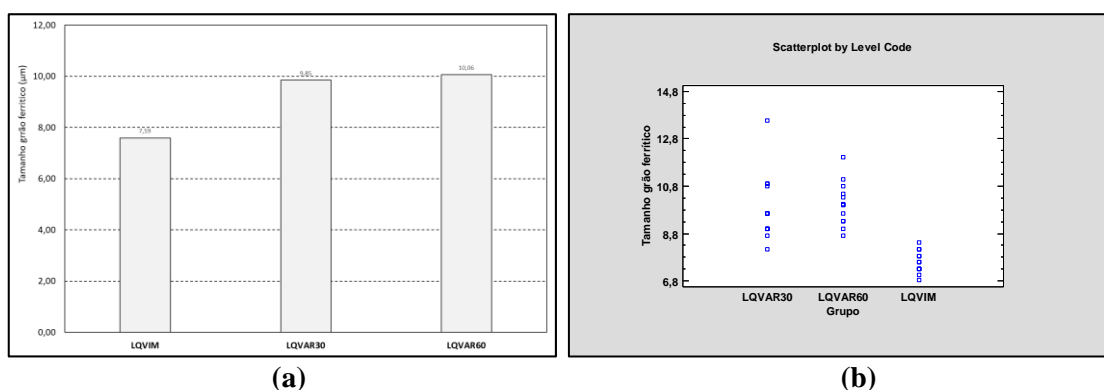 12,00
10,00
8,00
6,00
4,00
2,00
0,00
Tamanho grrão ferrítico (µm)
7,59
9,85
10,06
LQVIM LQVAR30 LQVAR60
(a)
Scatterplot by Level Code
14,8
12,8
10,8
8,8
6,8
Tamanho grão ferrítico
LQVAR30 LQVAR60 LQVIM
Grupo
(b)